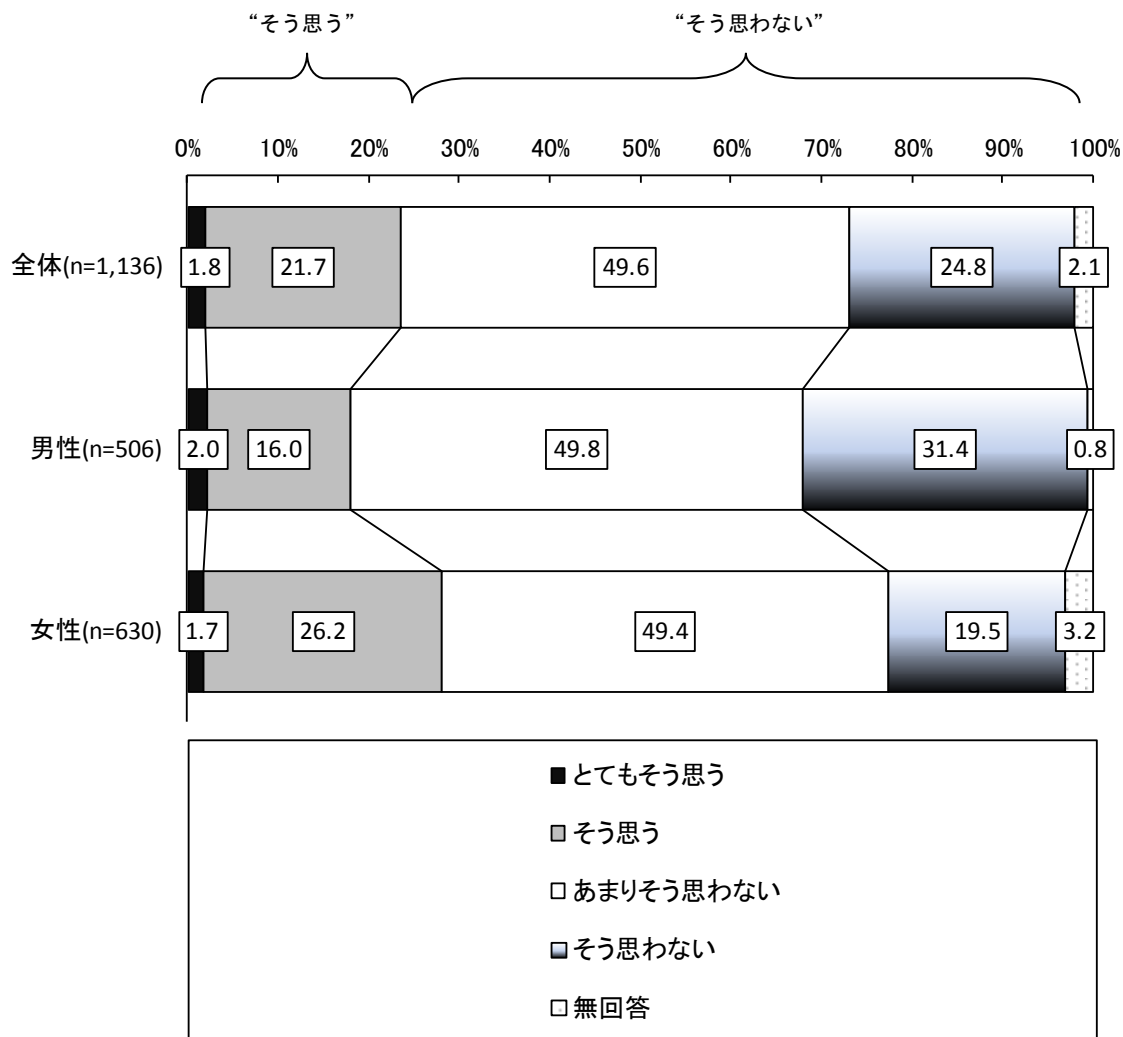 “そう思う” “そう思わない”
0% 10% 20% 30% 40% 50% 60% 70% 80% 90% 100%
全体(n=1,136) 1.8 21.7 49.6 24.8 2.1
男性(n=506) 2.0 16.0 49.8 31.4 0.8
女性(n=630) 1.7 26.2 49.4 19.5 3.2
とてもそう思う
そう思う
あまりそう思わない
そう思わない
無回答